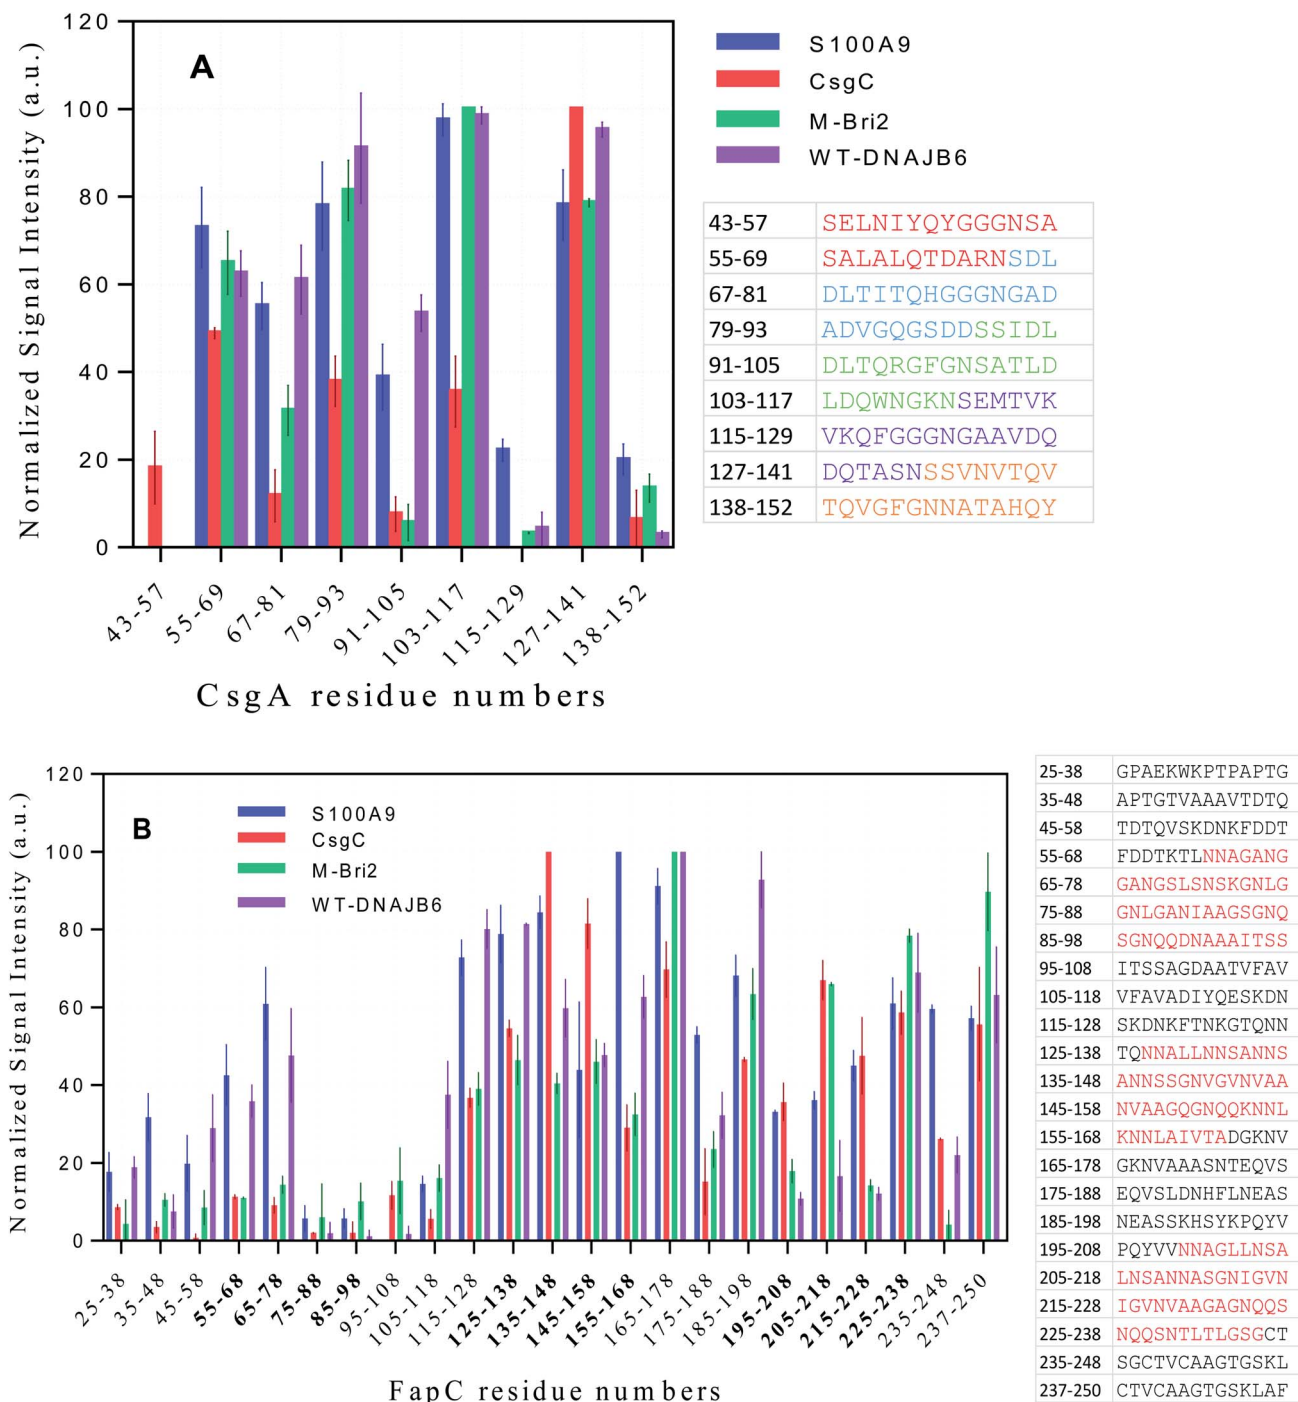 A
Normalized Signal Intensity (a.u.)
120
100
80
60
40
20
0
43-57
55-69
67-81
79-93
91-105
103-117
115-129
127-141
138-152
CsgA residue numbers
S100A9
CsgC
M-Bri2
WT-DNAJB6
43-57 SELNIYQYGGGNSA
55-69 SALALQTDARNSDL
67-81 DLTITQHGGGNGAD
79-93 ADVGQGSDDSSIDL
91-105 DLTQRGFGNSATLD
103-117 LDQWNGKNSEMTVK
115-129 VKQFGGGNGAAVDQ
127-141 DQTASNSSVNVTQV
138-152 TQVGFGNNATAHQY
B
Normalized Signal Intensity (a.u.)
120
100
80
60
40
20
0
S100A9
CsgC
M-Bri2
WT-DNAJB6
25-38
35-48
45-58
55-68
65-78
75-88
85-98
95-108
105-118
115-128
125-138
135-148
145-158
155-168
165-178
175-188
185-198
195-208
205-218
215-228
225-238
235-248
237-250
FapC residue numbers
25-38 GPAEKWKPTPAPTG
35-48 APTGTVAAAVTDTQ
45-58 TDTQVSKDNKFDDT
55-68 FDDTKTLNNAGANG
65-78 GANGSLSNSKGNLG
75-88 GNLGANIAAGSGNQ
85-98 SGNQQDNAAAITSS
95-108 ITSSAGDAATVFAV
105-118 VFAVADIYQESKDN
115-128 SKDNKFTNKGTQNN
125-138 TQNNALLNNSANNS
135-148 ANNSSGNVGVNVAA
145-158 NVAAGQGNQQKNNL
155-168 KNNLAIVTADGKNV
165-178 GKNVAAASNTEQVS
175-188 EQVSLDNHFLNEAS
185-198 NEASSKHSYKPQYV
195-208 PQYVVNNAGLLNSA
205-218 LNSANNASGNIGVN
215-228 IGVNVAAGAGNQQS
225-238 NQQSNTLTLGSGCT
235-248 SGCTVCAAGTGSKL
237-250 CTVCAAGTGSKLAF